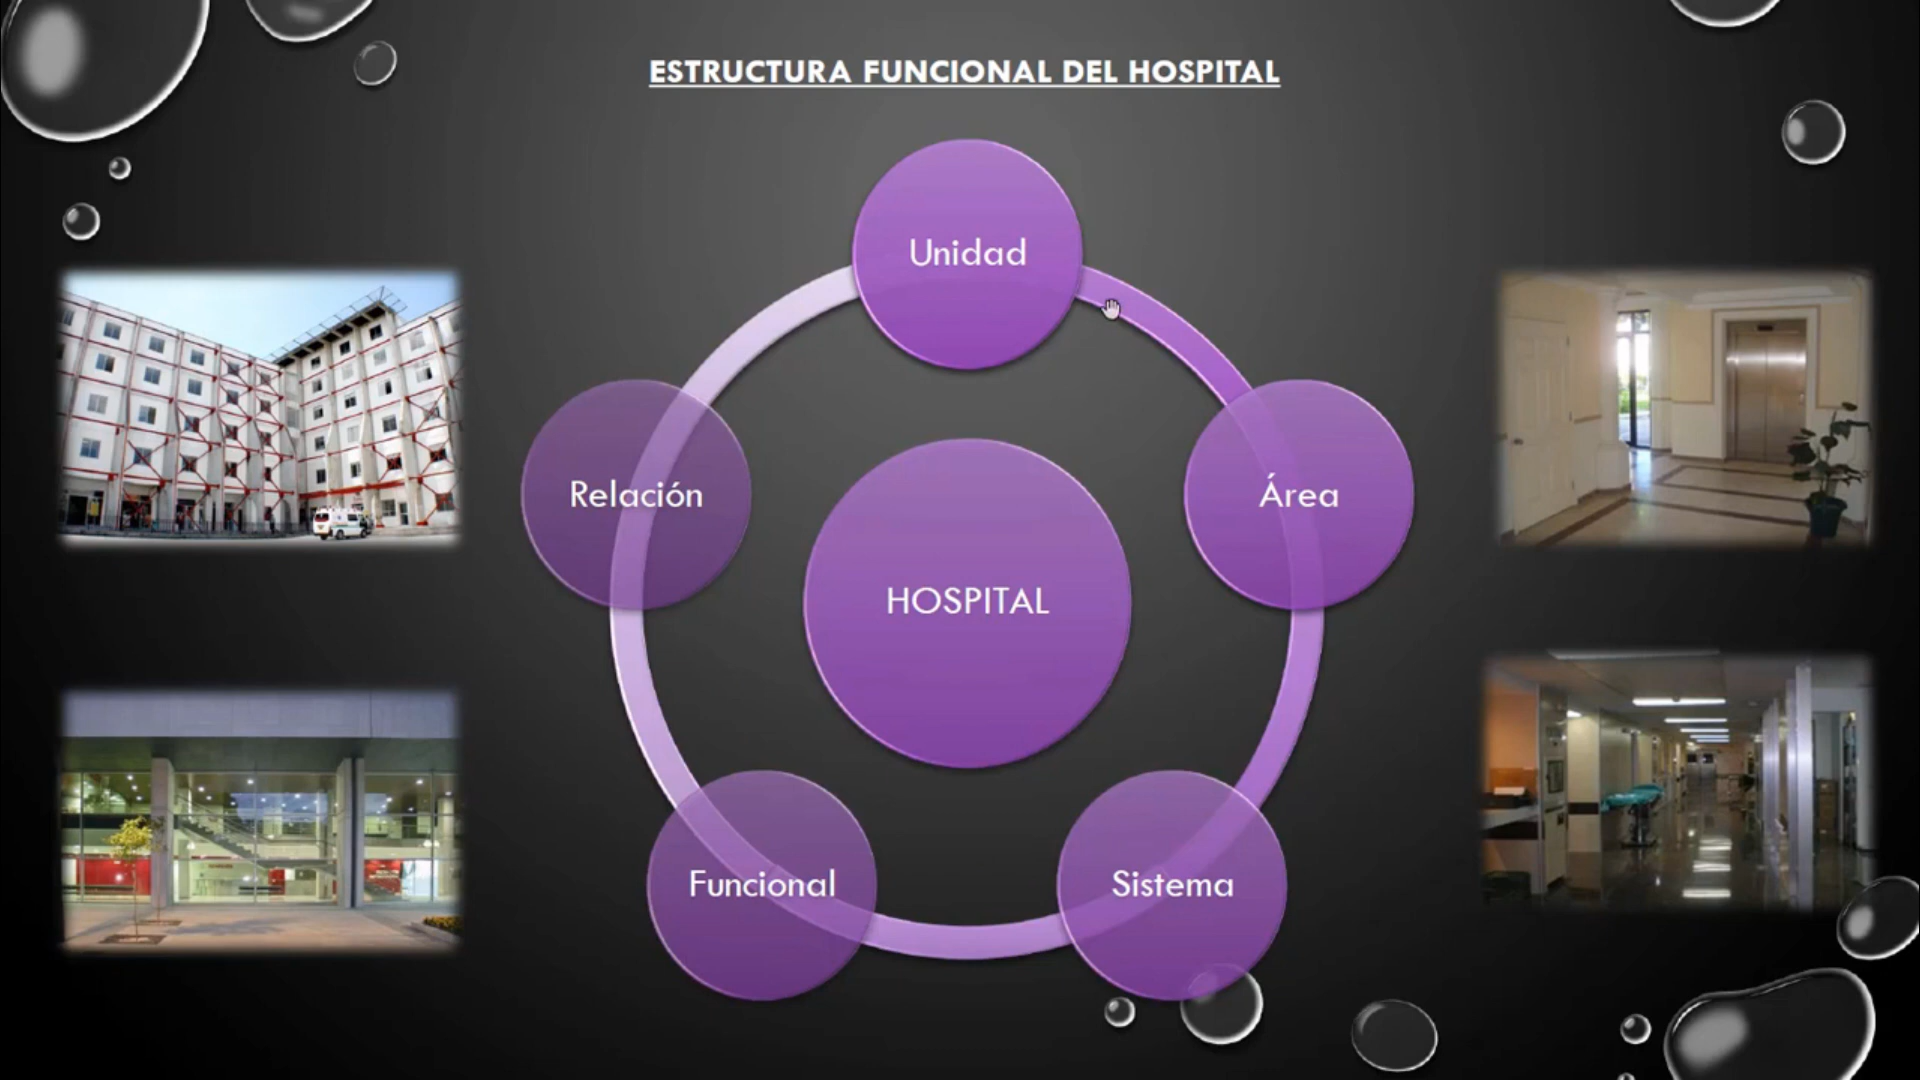 ESTRUCTURA FUNCIONAL DEL HOSPITAL
Unidad
Relación
Área
HOSPITAL
Funcional
Sistema